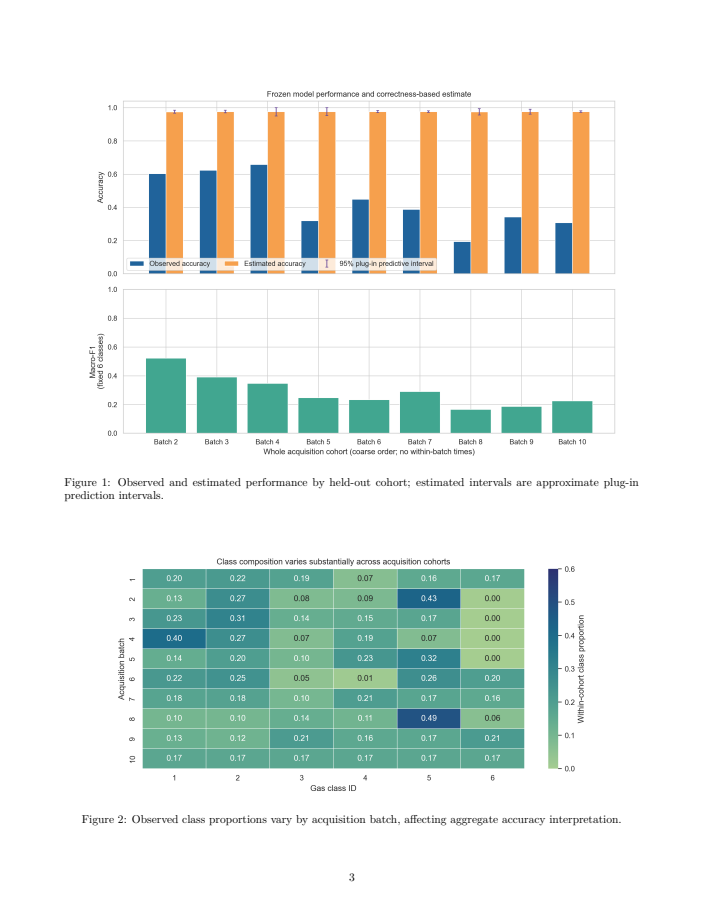 Frozen model performance and correctness-based estimate
1.0
0.8
0.6
0.4
0.2
0.0
Accuracy
Observed accuracy Estimated accuracy 95% plug-in predictive interval
1.0
0.8
0.6
0.4
0.2
0.0
Macro-F1
(fixed 6 classes)
Batch 2 Batch 3 Batch 4 Batch 5 Batch 6 Batch 7 Batch 8 Batch 9 Batch 10
Whole acquisition cohort (coarse order; no within-batch times)
Figure 1: Observed and estimated performance by held-out cohort; estimated intervals are approximate plug-in
prediction intervals.
Class composition varies substantially across acquisition cohorts
Acquisition batch
1 0.20 0.22 0.19 0.07 0.16 0.17
2 0.13 0.27 0.08 0.09 0.43 0.00
3 0.23 0.31 0.14 0.15 0.17 0.00
4 0.40 0.27 0.07 0.19 0.07 0.00
5 0.14 0.20 0.10 0.23 0.32 0.00
6 0.22 0.25 0.05 0.01 0.26 0.20
7 0.18 0.18 0.10 0.21 0.17 0.16
8 0.10 0.10 0.14 0.11 0.49 0.06
9 0.13 0.12 0.21 0.16 0.17 0.21
10 0.17 0.17 0.17 0.17 0.17 0.17
1 2 3 4 5 6
Gas class ID
0.6
0.5
0.4
0.3
0.2
0.1
0.0
Within-cohort class proportion
Figure 2: Observed class proportions vary by acquisition batch, affecting aggregate accuracy interpretation.
3